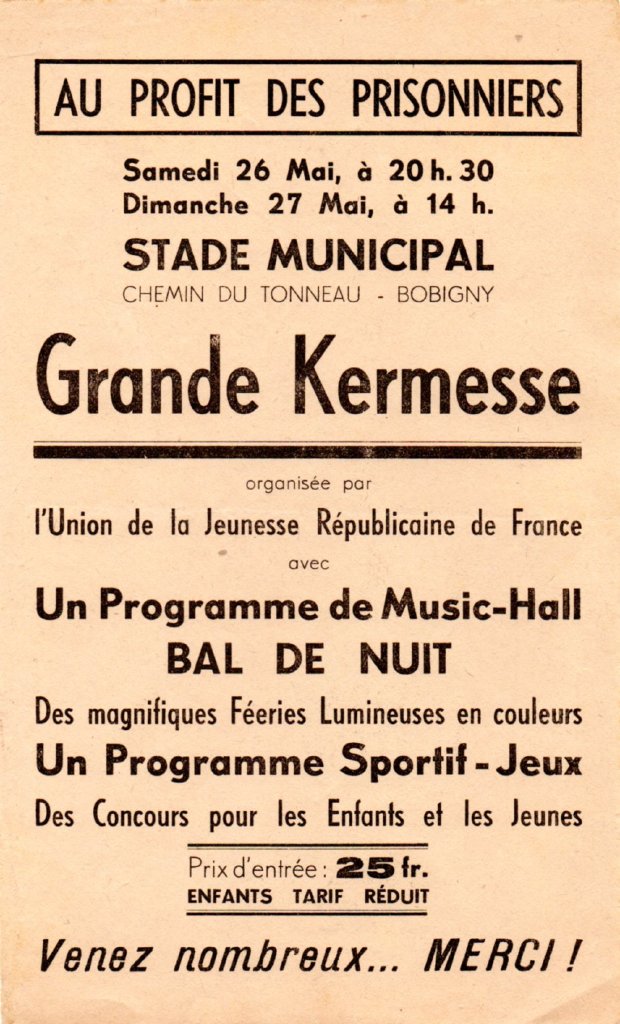 AU PROFIT DES PRISONNIERS
Samedi 26 Mai, à 20 h. 30
Dimanche 27 Mai, à 14 h.
STADE MUNICIPAL
CHEMIN DU TONNEAU - BOBIGNY
Grande Kermesse
organisée par
l'Union de la Jeunesse Républicaine de France
avec
Un Programme de Music-Hall
BAL DE NUIT
Des magnifiques Féeries Lumineuses en couleurs
Un Programme Sportif - Jeux
Des Concours pour les Enfants et les Jeunes
Prix d'entrée : 25 fr.
ENFANTS TARIF RÉDUIT
Venez nombreux... MERCI !